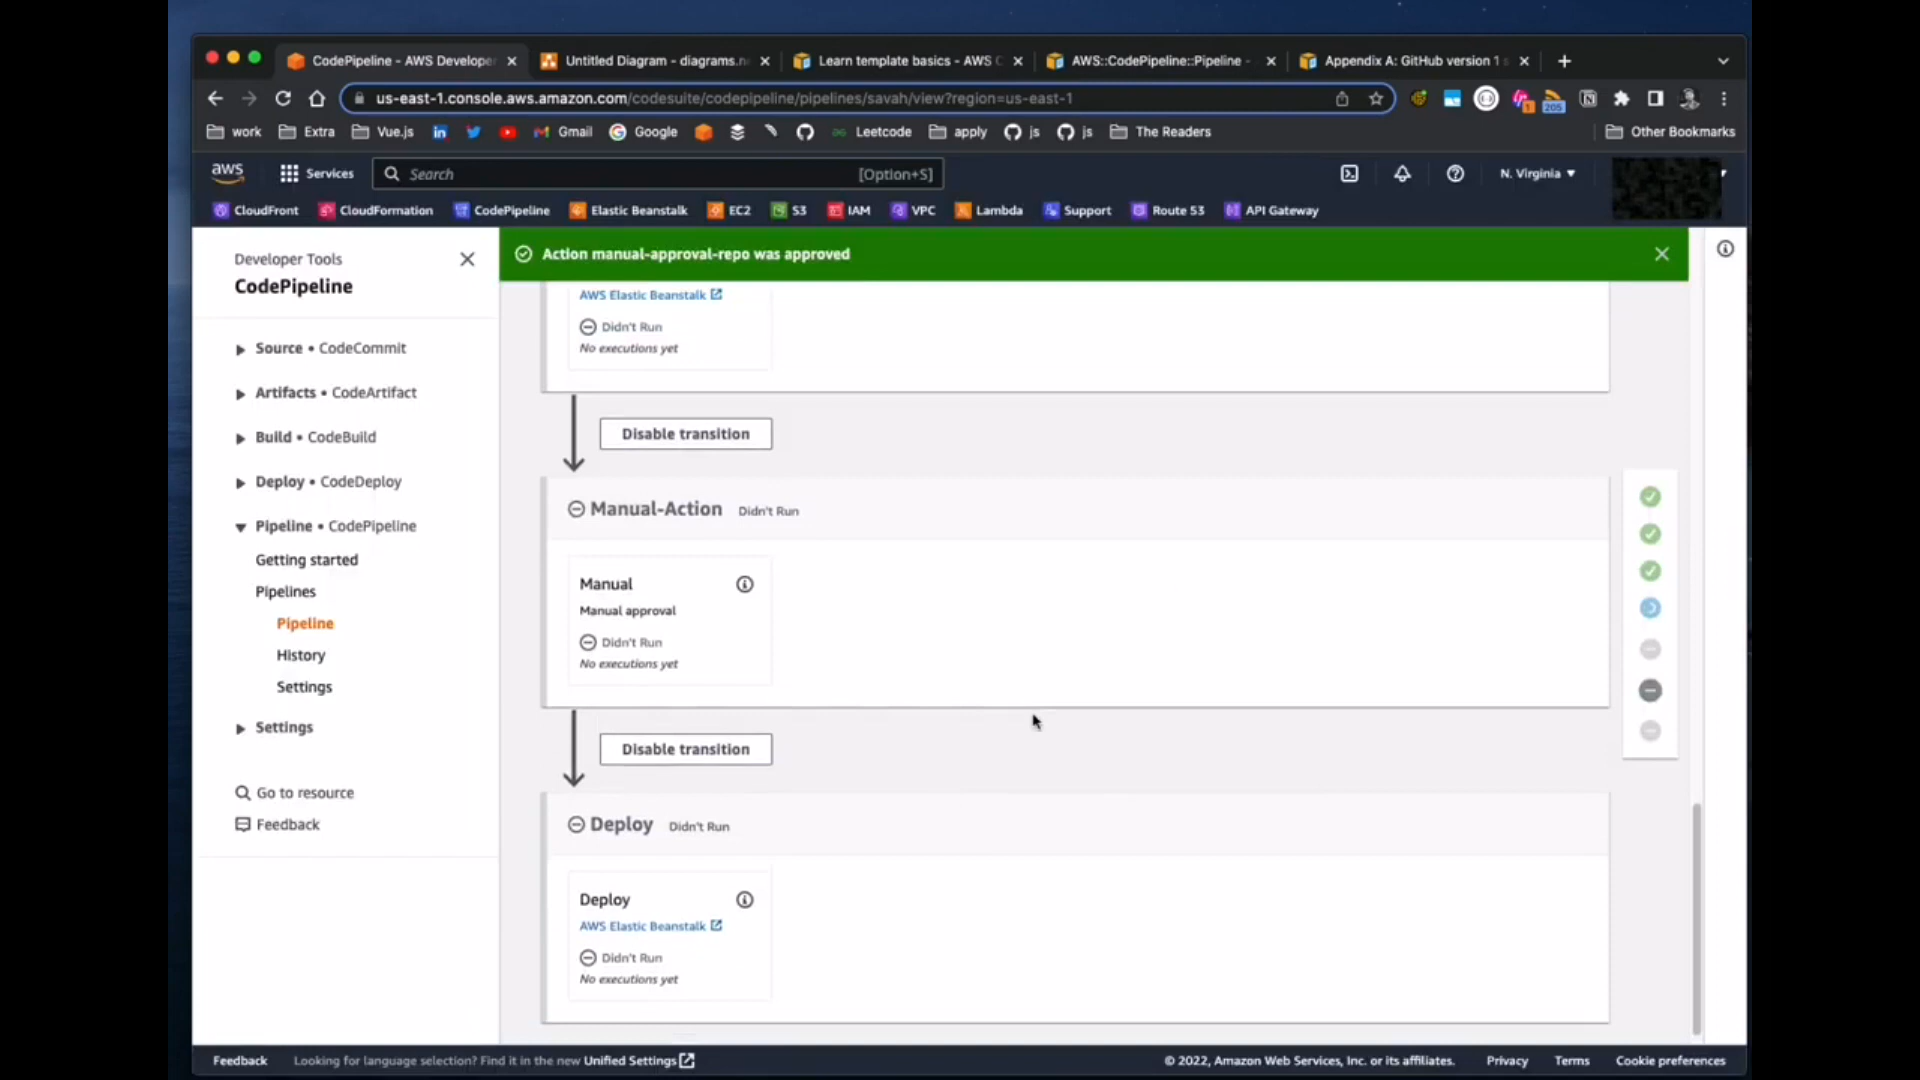 CodePipeline - AWS Develope
Untitled Diagram - diagrams.n
Learn template basics - AWS C
AWS::CodePipeline::Pipeline -
Appendix A: GitHub version 1 s
us-east-1.console.aws.amazon.com/codesuite/codepipeline/pipelines/savah/view?region=us-east-1
1
205
work
Extra
Vue.js
Gmail
Google
Leetcode
apply
js
js
The Readers
Other Bookmarks
aws
Services
Search
[Option+S]
N. Virginia
CloudFront
CloudFormation
CodePipeline
Elastic Beanstalk
EC2
S3
IAM
VPC
Lambda
Support
Route 53
API Gateway
Developer Tools
CodePipeline
Source • CodeCommit
Artifacts • CodeArtifact
Build • CodeBuild
Deploy • CodeDeploy
Pipeline • CodePipeline
Getting started
Pipelines
Pipeline
History
Settings
Settings
Go to resource
Feedback
Action manual-approval-repo was approved
AWS Elastic Beanstalk
Didn't Run
No executions yet
Disable transition
Manual-Action Didn't Run
Manual
Manual approval
Didn't Run
No executions yet
Disable transition
Deploy Didn't Run
Deploy
AWS Elastic Beanstalk
Didn't Run
No executions yet
Feedback
Looking for language selection? Find it in the new Unified Settings
© 2022, Amazon Web Services, Inc. or its affiliates.
Privacy
Terms
Cookie preferences